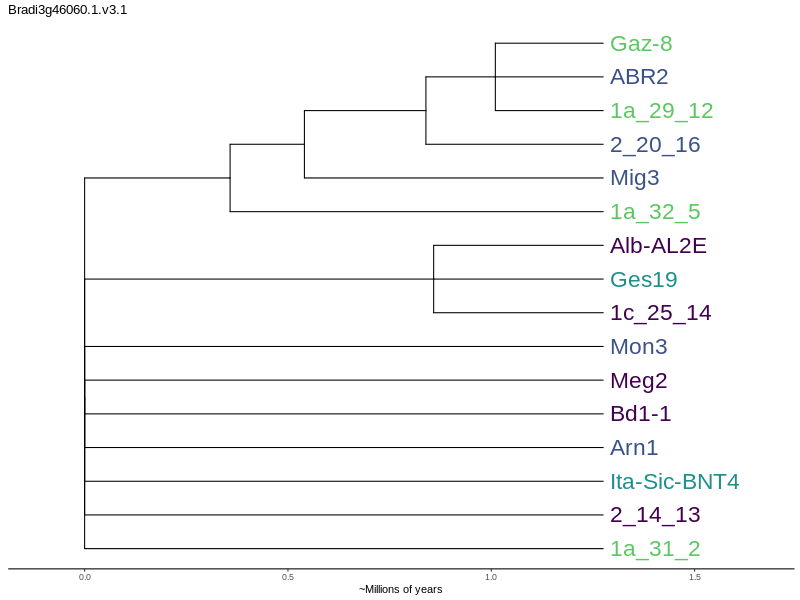 Bradi3g46060.1.v3.1
Gaz-8
ABR2
1a_29_12
2_20_16
Mig3
1a_32_5
Alb-AL2E
Ges19
1c_25_14
Mon3
Meg2
Bd1-1
Arn1
Ita-Sic-BNT4
2_14_13
1a_31_2
0.0 0.5 1.0 1.5
~Millions of years